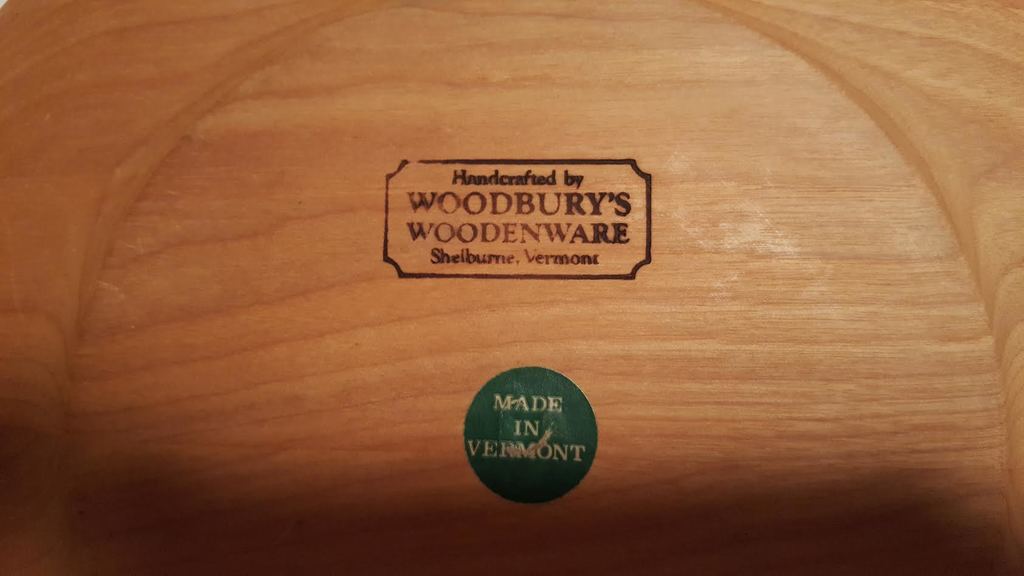 Handcrafted by
WOODBURY'S
WOODENWARE
Shelburne, Vermont
MADE
IN
VERMONT